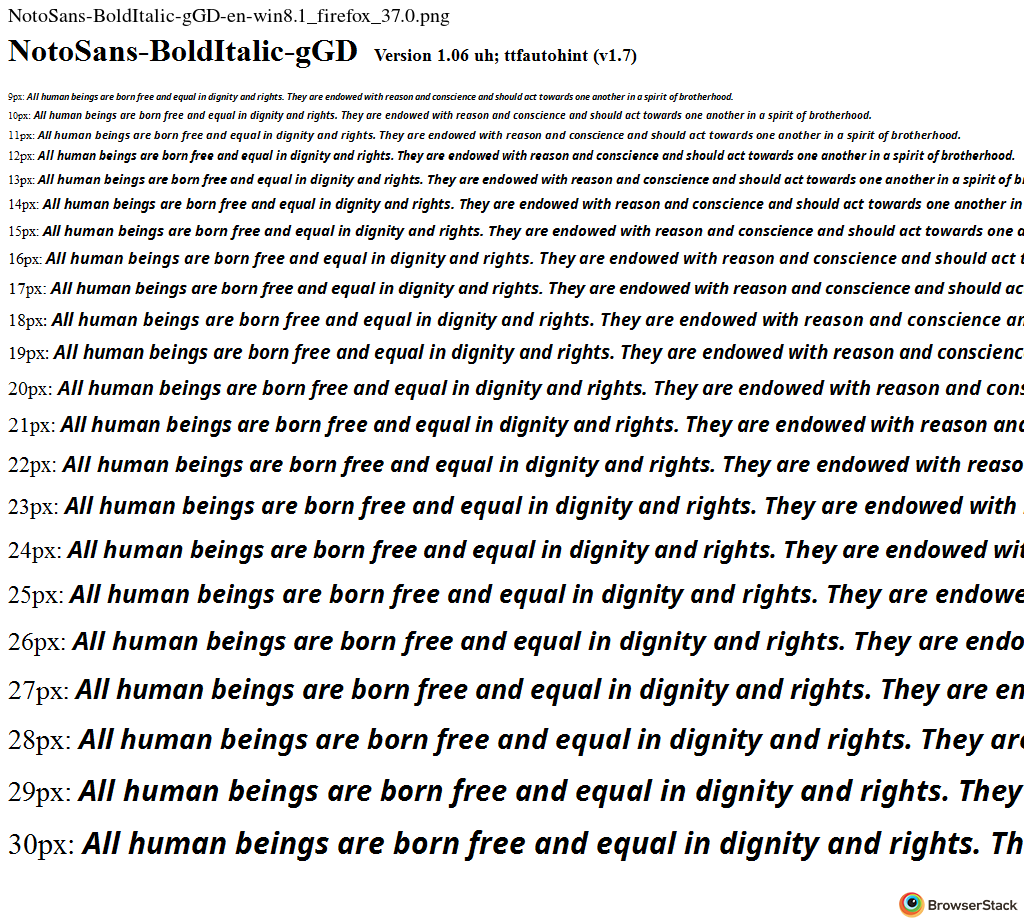 NotoSans-BoldItalic-gGD-en-win8.1_firefox_37.0.png
NotoSans-BoldItalic-gGD Version 1.06 uh; ttfautohint (v1.7)
9px: All human beings are born free and equal in dignity and rights. They are endowed with reason and conscience and should act towards one another in a spirit of brotherhood.
10px: All human beings are born free and equal in dignity and rights. They are endowed with reason and conscience and should act towards one another in a spirit of brotherhood.
11px: All human beings are born free and equal in dignity and rights. They are endowed with reason and conscience and should act towards one another in a spirit of brotherhood.
12px: All human beings are born free and equal in dignity and rights. They are endowed with reason and conscience and should act towards one another in a spirit of brotherhood.
13px: All human beings are born free and equal in dignity and rights. They are endowed with reason and conscience and should act towards one another in a spirit of b
14px: All human beings are born free and equal in dignity and rights. They are endowed with reason and conscience and should act towards one another in
15px: All human beings are born free and equal in dignity and rights. They are endowed with reason and conscience and should act towards one a
16px: All human beings are born free and equal in dignity and rights. They are endowed with reason and conscience and should act t
17px: All human beings are born free and equal in dignity and rights. They are endowed with reason and conscience and should ac
18px: All human beings are born free and equal in dignity and rights. They are endowed with reason and conscience an
19px: All human beings are born free and equal in dignity and rights. They are endowed with reason and conscienc
20px: All human beings are born free and equal in dignity and rights. They are endowed with reason and cons
21px: All human beings are born free and equal in dignity and rights. They are endowed with reason and
22px: All human beings are born free and equal in dignity and rights. They are endowed with reaso
23px: All human beings are born free and equal in dignity and rights. They are endowed with
24px: All human beings are born free and equal in dignity and rights. They are endowed wit
25px: All human beings are born free and equal in dignity and rights. They are endowe
26px: All human beings are born free and equal in dignity and rights. They are endo
27px: All human beings are born free and equal in dignity and rights. They are en
28px: All human beings are born free and equal in dignity and rights. They are
29px: All human beings are born free and equal in dignity and rights. They
30px: All human beings are born free and equal in dignity and rights. Th
BrowserStack